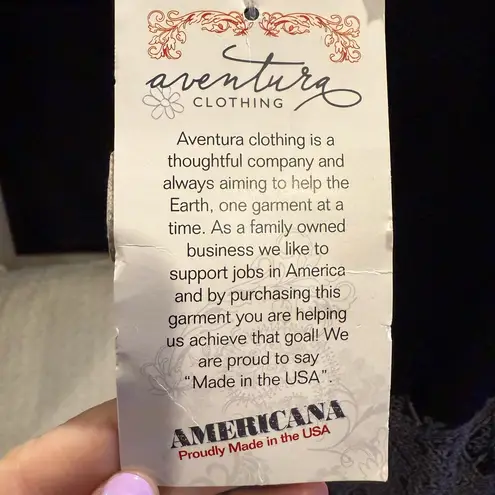 aventura
CLOTHING
Aventura clothing is a
thoughtful company and
always aiming to help the
Earth, one garment at a
time. As a family owned
business we like to
support jobs in America
and by purchasing this
garment you are helping
us achieve that goal! We
are proud to say
“Made in the USA”.
AMERICANA
Proudly Made in the USA